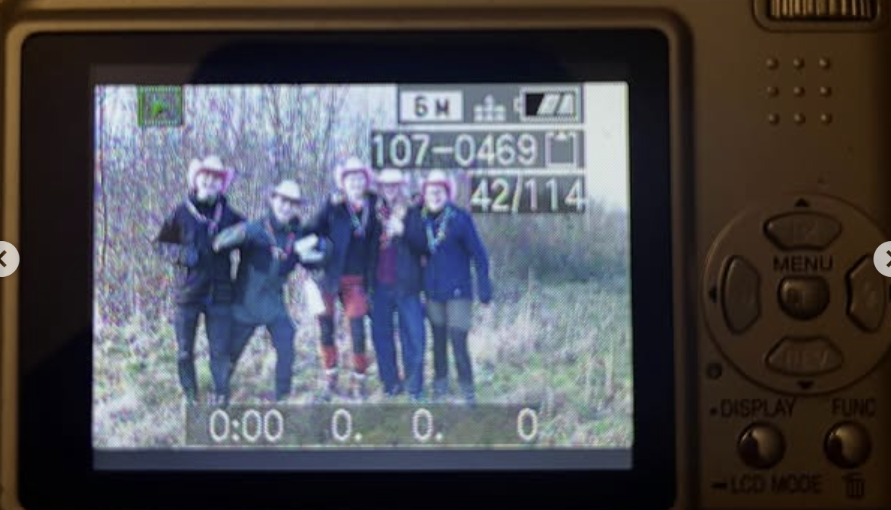 6M
107-0469
42/114
0:00 0. 0. 0
MENU
DISPLAY FUNC
LCD MODE